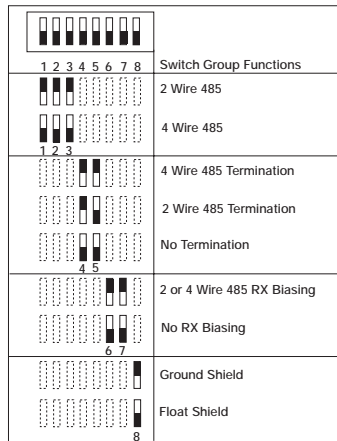 1 2 3 4 5 6 7 8 Switch Group Functions
2 Wire 485
4 Wire 485
1 2 3
4 Wire 485 Termination
2 Wire 485 Termination
No Termination
4 5
2 or 4 Wire 485 RX Biasing
No RX Biasing
6 7
Ground Shield
Float Shield
8